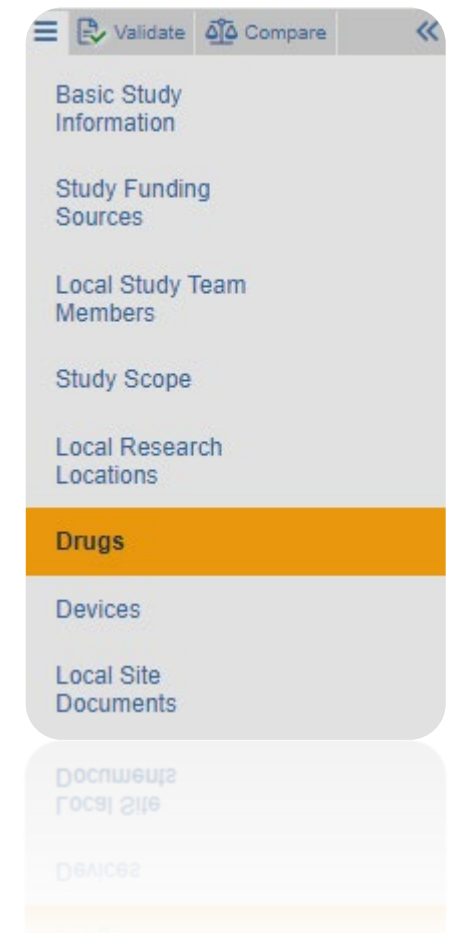 Validate Compare
Basic Study
Information
Study Funding
Sources
Local Study Team
Members
Study Scope
Local Research
Locations
Drugs
Devices
Local Site
Documents